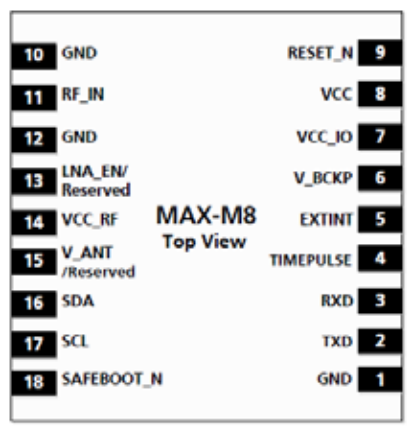 10 GND RESET_N 9
11 RF_IN VCC 8
12 GND VCC_IO 7
13 LNA_EN/
Reserved V_BCKP 6
14 VCC_RF MAX-M8 EXTINT 5
Top View
15 V_ANT
/Reserved TIMEPULSE 4
16 SDA RXD 3
17 SCL TXD 2
18 SAFEBOOT_N GND 1